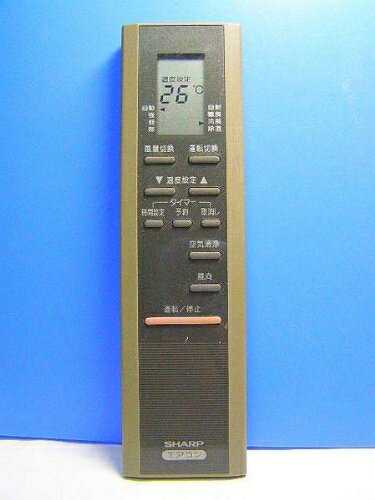 温度設定
26℃
自動
強
弱
微
自動
暖房
冷房
除湿
風量切換 運転切換
▼ 温度設定 ▲
タイマー
時間設定 予約 取消し
空気清浄
風向
運転/停止
SHARP
エアコン